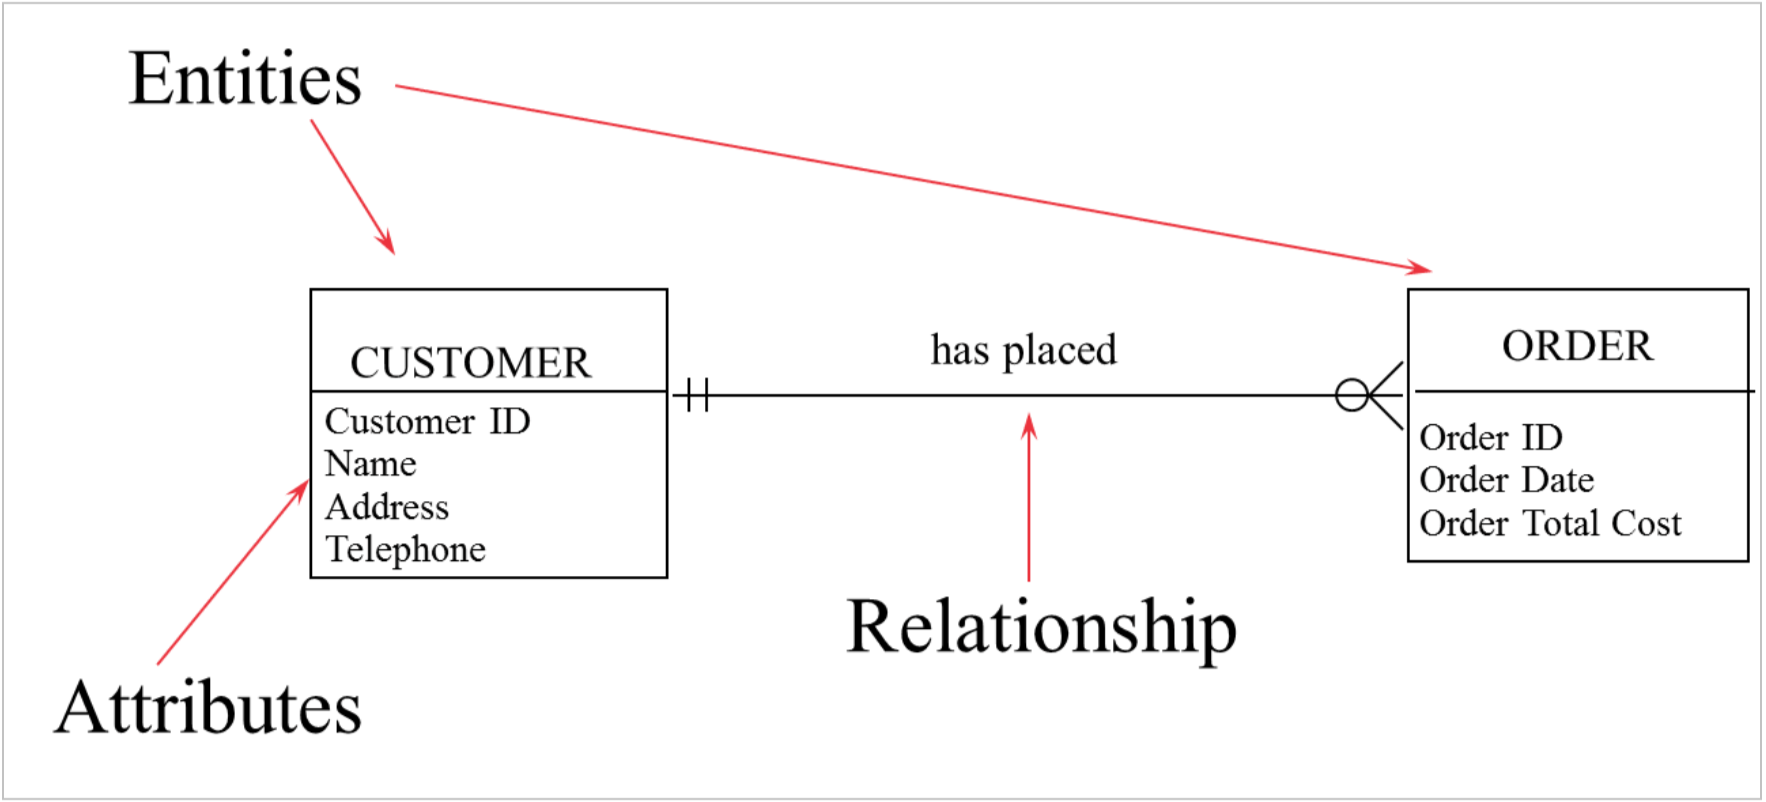 Entities
CUSTOMER
Customer ID
Name
Address
Telephone
has placed
ORDER
Order ID
Order Date
Order Total Cost
Relationship
Attributes